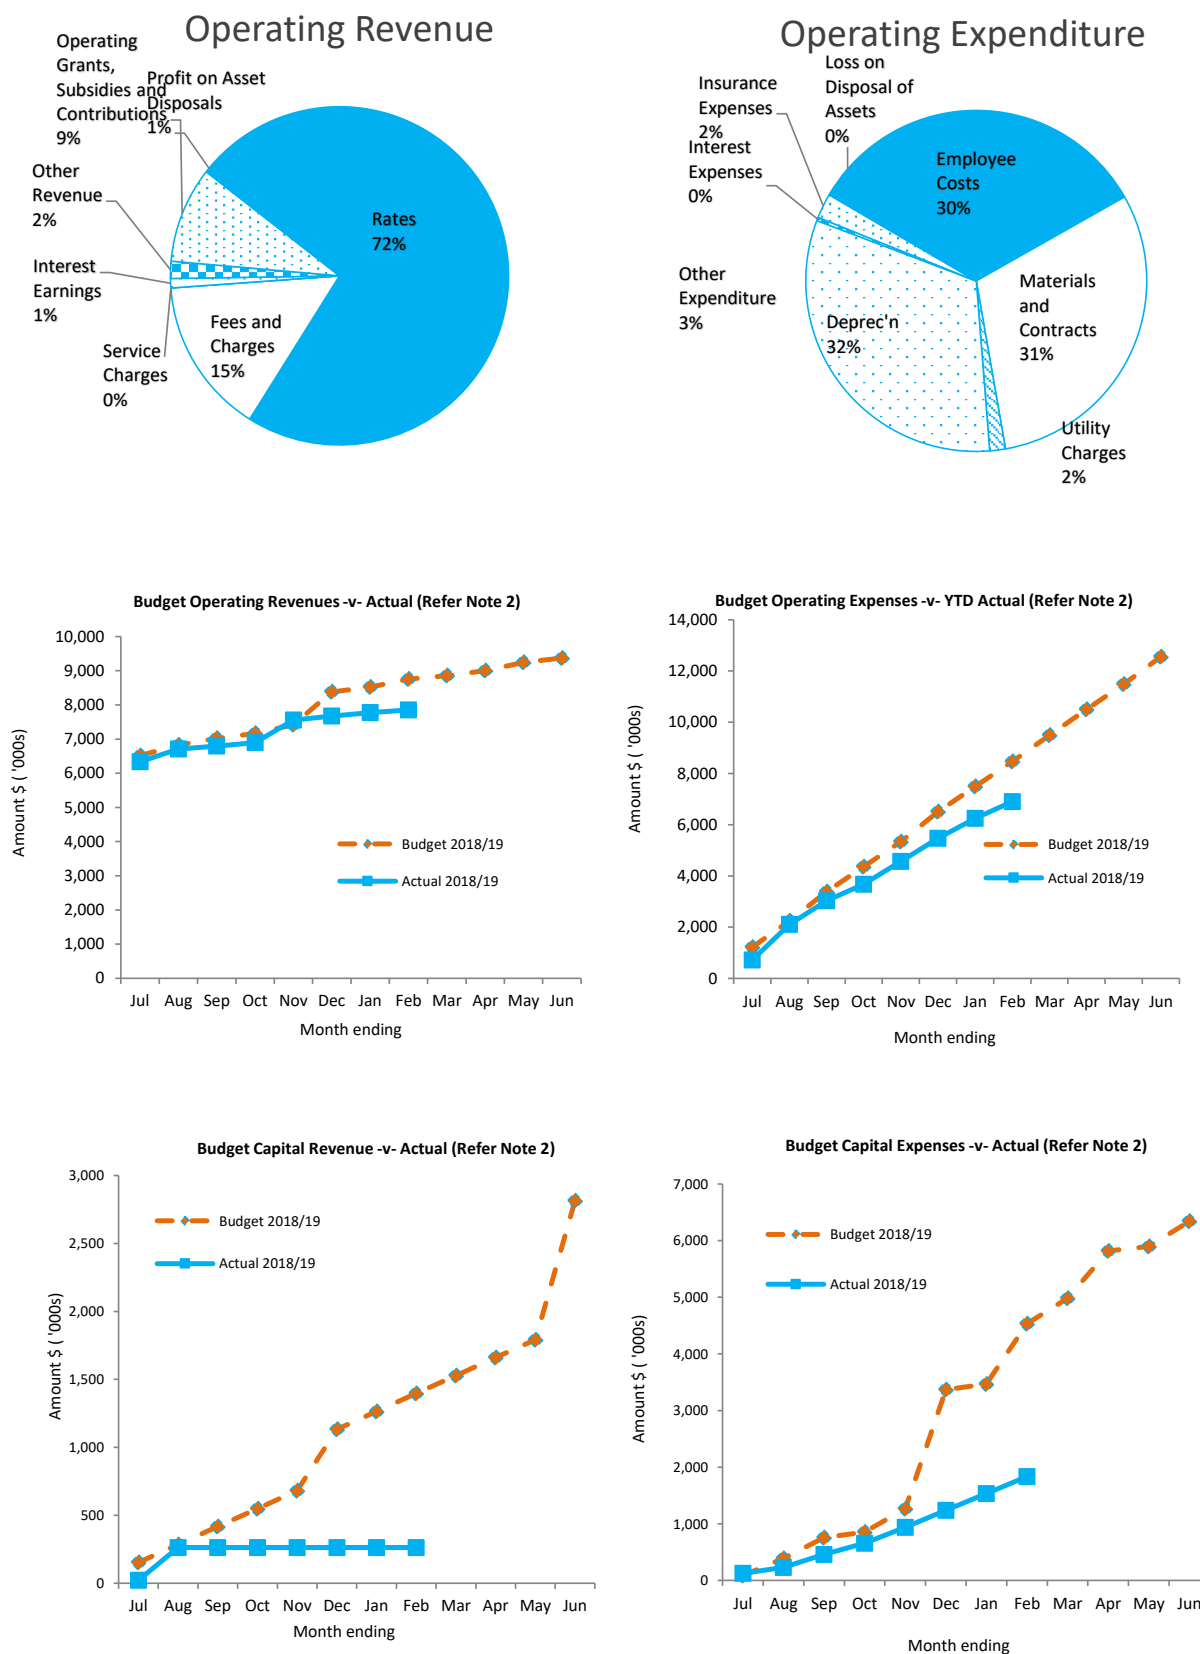 Operating Revenue
Operating
Grants,
Subsidies and
Contributions
9%
Profit on Asset
Disposals
1%
Other
Revenue
2%
Interest
Earnings
1%
Service
Charges
0%
Fees and
Charges
15%
Rates
72%
Operating Expenditure
Loss on
Disposal of
Assets
0%
Insurance
Expenses
2%
Interest
Expenses
0%
Other
Expenditure
3%
Deprec'n
32%
Employee
Costs
30%
Materials
and
Contracts
31%
Utility
Charges
2%
Budget Operating Revenues -v- Actual (Refer Note 2)
10,000
9,000
8,000
7,000
6,000
5,000
4,000
3,000
2,000
1,000
0
Amount $ ( '000s)
Budget 2018/19
Actual 2018/19
Jul Aug Sep Oct Nov Dec Jan Feb Mar Apr May Jun
Month ending
Budget Operating Expenses -v- YTD Actual (Refer Note 2)
14,000
12,000
10,000
8,000
6,000
4,000
2,000
0
Amount $ ( '000s)
Budget 2018/19
Actual 2018/19
Jul Aug Sep Oct Nov Dec Jan Feb Mar Apr May Jun
Month ending
Budget Capital Revenue -v- Actual (Refer Note 2)
3,000
2,500
2,000
1,500
1,000
500
0
Amount $ ( '000s)
Budget 2018/19
Actual 2018/19
Jul Aug Sep Oct Nov Dec Jan Feb Mar Apr May Jun
Month ending
Budget Capital Expenses -v- Actual (Refer Note 2)
7,000
6,000
5,000
4,000
3,000
2,000
1,000
0
Amount $ ( '000s)
Budget 2018/19
Actual 2018/19
Jul Aug Sep Oct Nov Dec Jan Feb Mar Apr May Jun
Month ending